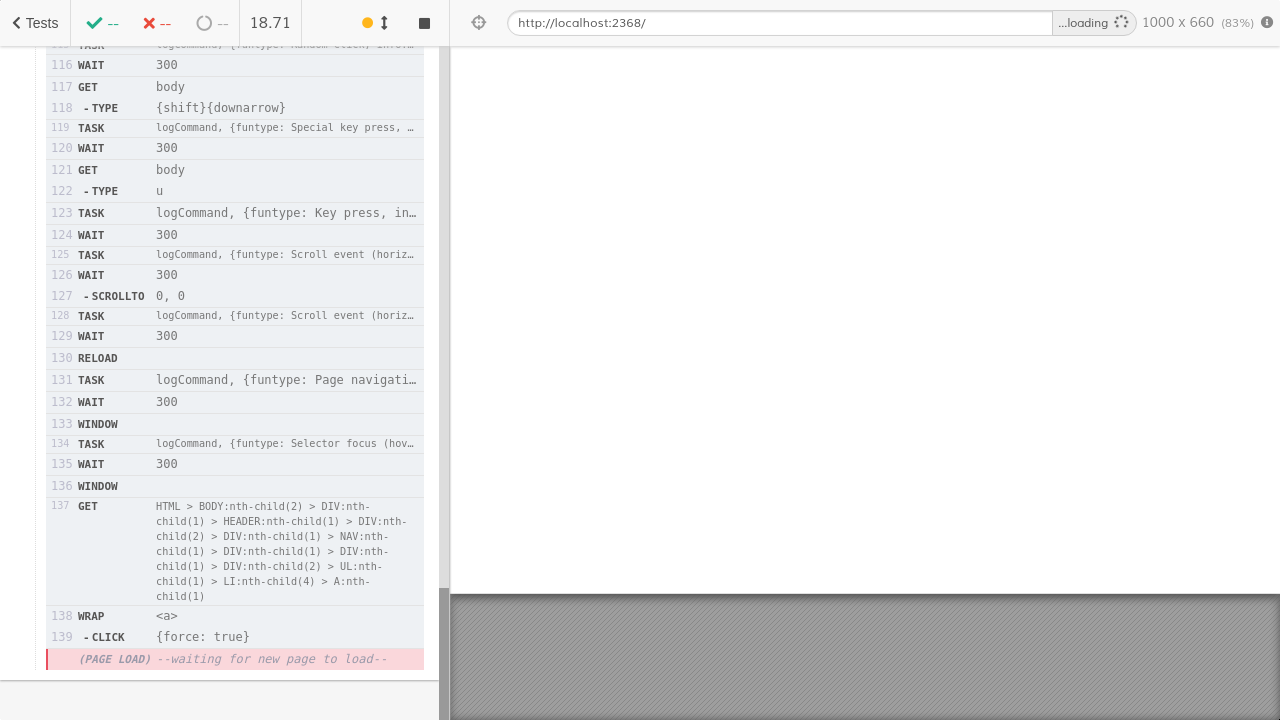 Tests
--
--
--
18.71
http://localhost:2368/
...loading
1000 x 660 (83%)
115 TASK
116 WAIT 300
117 GET body
118 - TYPE {shift}{downarrow}
119 TASK logCommand, {funtype: Special key press, …
120 WAIT 300
121 GET body
122 - TYPE u
123 TASK logCommand, {funtype: Key press, in…
124 WAIT 300
125 TASK logCommand, {funtype: Scroll event (horiz…
126 WAIT 300
127 - SCROLLTO 0, 0
128 TASK logCommand, {funtype: Scroll event (horiz…
129 WAIT 300
130 RELOAD
131 TASK logCommand, {funtype: Page navigati…
132 WAIT 300
133 WINDOW
134 TASK logCommand, {funtype: Selector focus (hov…
135 WAIT 300
136 WINDOW
137 GET HTML > BODY:nth-child(2) > DIV:nth-
child(1) > HEADER:nth-child(1) > DIV:nth-
child(2) > DIV:nth-child(1) > NAV:nth-
child(1) > DIV:nth-child(1) > DIV:nth-
child(1) > DIV:nth-child(2) > UL:nth-
child(1) > LI:nth-child(4) > A:nth-
child(1)
138 WRAP <a>
139 - CLICK {force: true}
(PAGE LOAD) --waiting for new page to load--